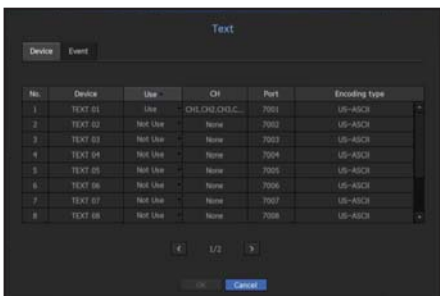 Text
Device Event
No. Device Use CH Port Encoding type
1 TEXT 01 Use CH1,CH2,CH3,C... 7001 US-ASCII
2 TEXT 02 Not Use None 7002 US-ASCII
3 TEXT 03 Not Use None 7003 US-ASCII
4 TEXT 04 Not Use None 7004 US-ASCII
5 TEXT 05 Not Use None 7005 US-ASCII
6 TEXT 06 Not Use None 7006 US-ASCII
7 TEXT 07 Not Use None 7007 US-ASCII
8 TEXT 08 Not Use None 7008 US-ASCII
< 1/2 >
OK Cancel